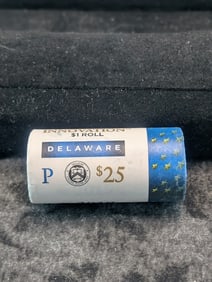 INNOVATION
$1 ROLL
DELAWARE
P $25